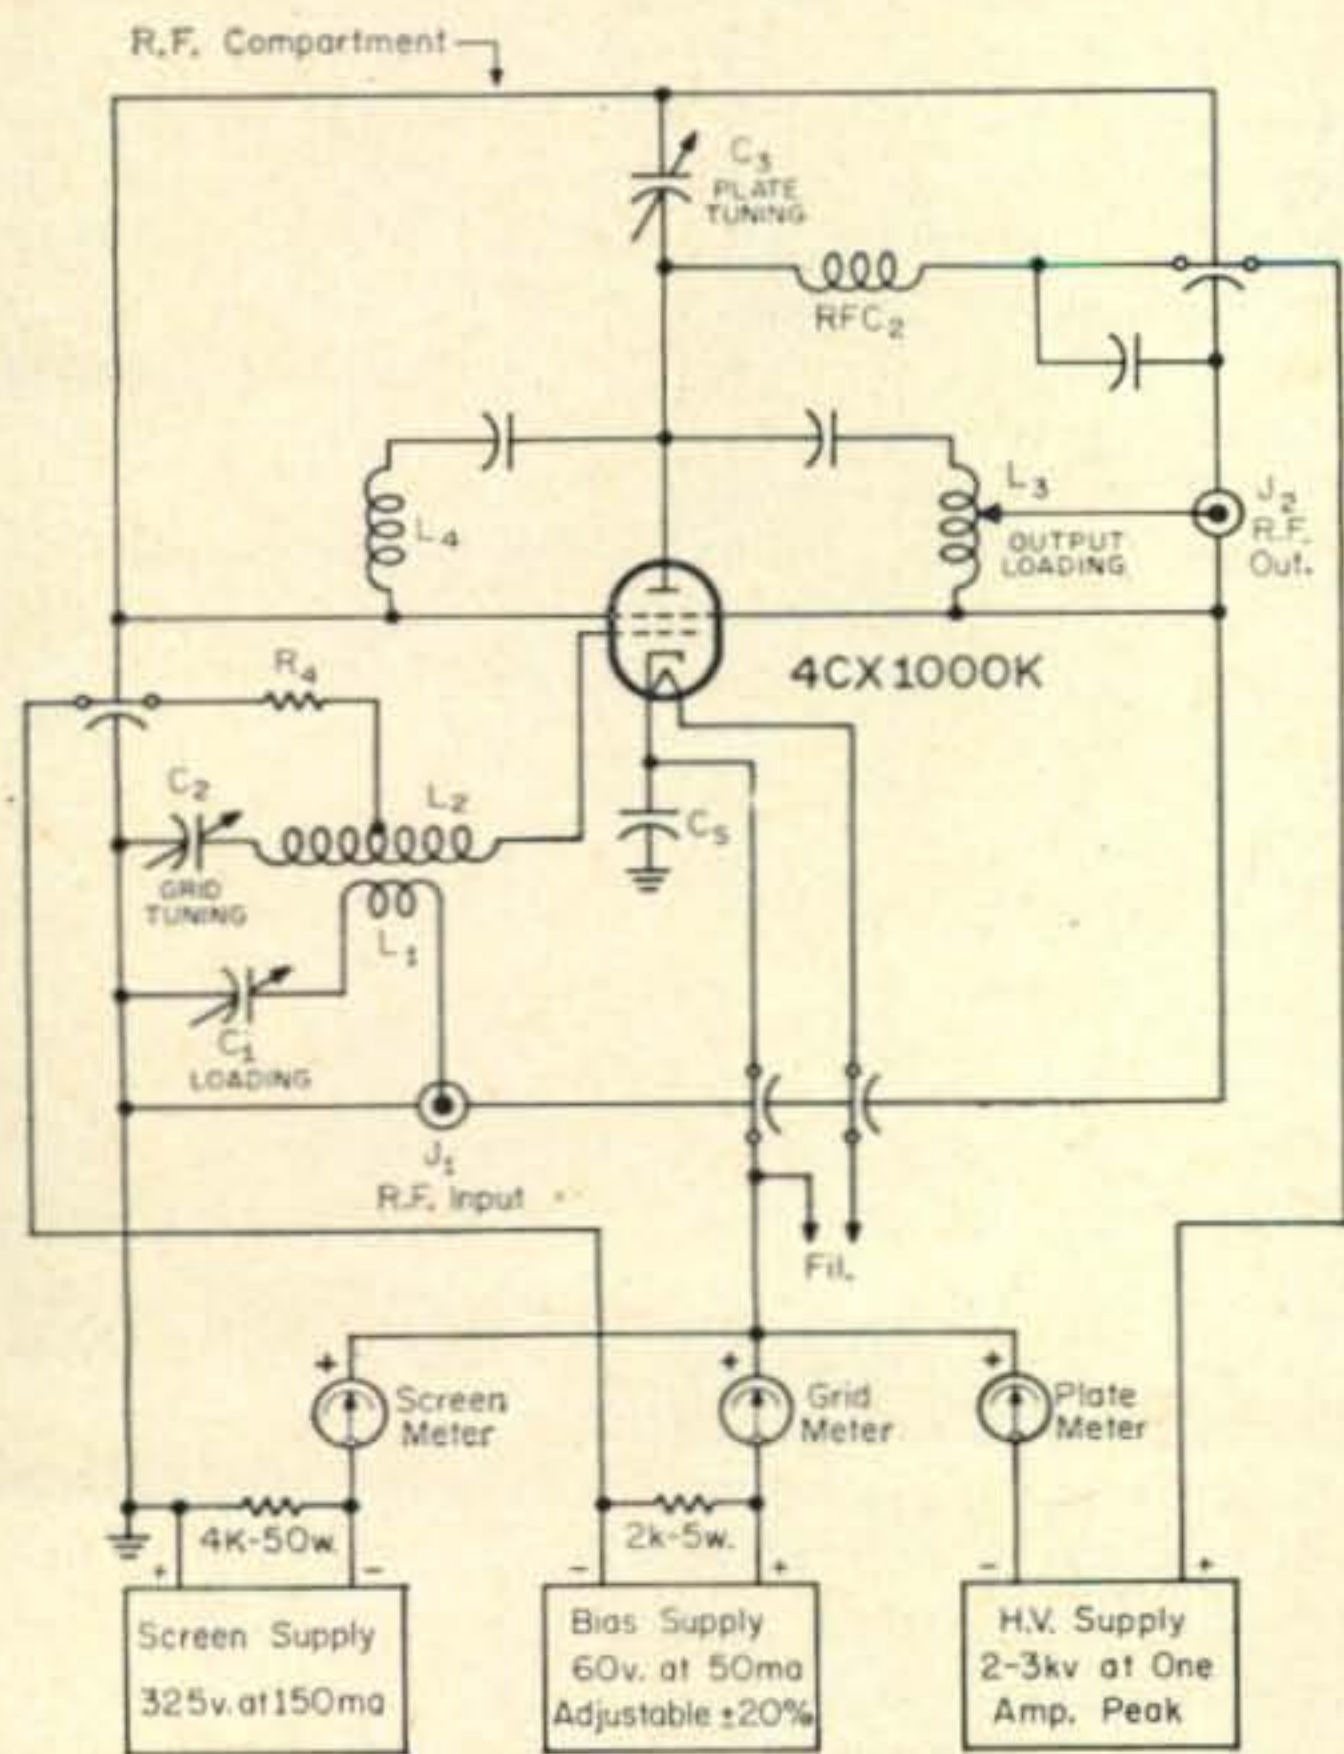 R.F. Compartment
C3
PLATE
TUNING
RFC2
L4
L3
OUTPUT
LOADING
J2
R.F.
Out.
4CX1000K
R4
C2
L2
GRID
TUNING
C5
L1
C1
LOADING
J1
R.F. Input
Fil.
+
Screen
Meter
+
Grid
Meter
+
Plate
Meter
4K-50w.
2k-5w.
+ -
- +
- +
Screen Supply
325v. at 150ma
Bias Supply
60v. at 50ma
Adjustable ±20%
H.V. Supply
2-3kv at One
Amp. Peak